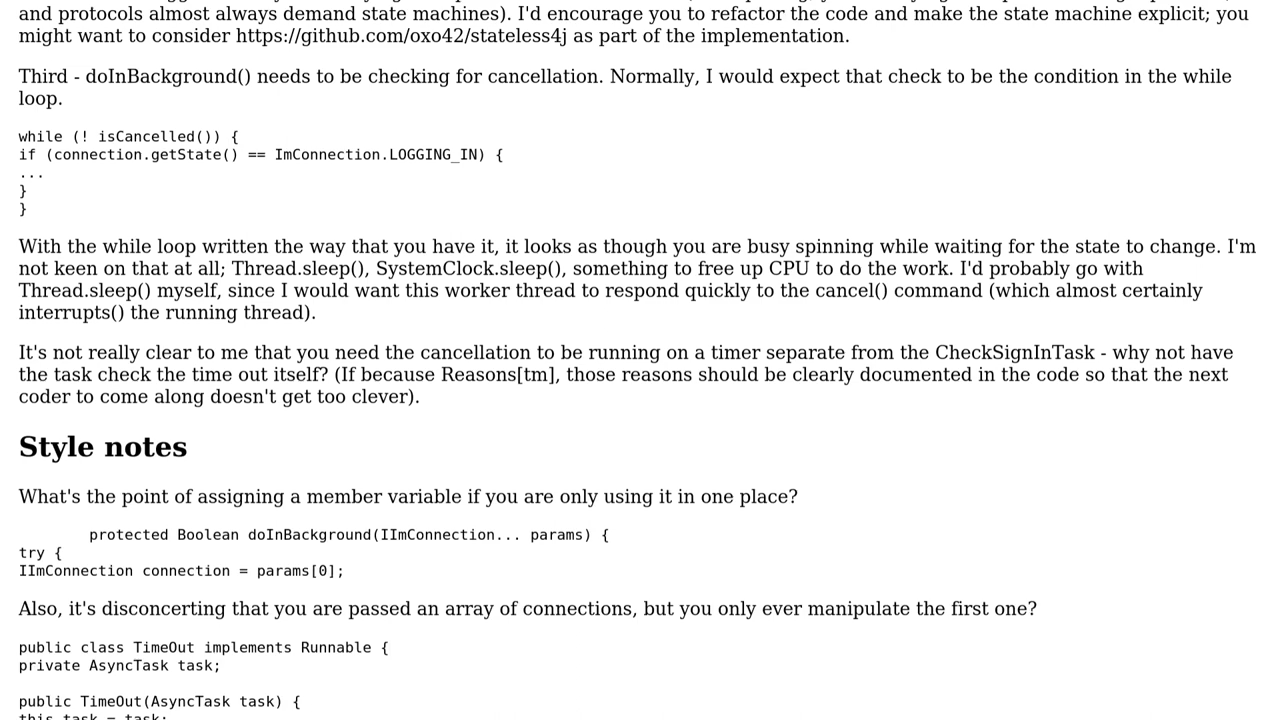 and protocols almost always demand state machines). I'd encourage you to refactor the code and make the state machine explicit; you
might want to consider https://github.com/oxo42/stateless4j as part of the implementation.
Third - doInBackground() needs to be checking for cancellation. Normally, I would expect that check to be the condition in the while
loop.
while (! isCancelled()) {
if (connection.getState() == ImConnection.LOGGING_IN) {
...
}
}
With the while loop written the way that you have it, it looks as though you are busy spinning while waiting for the state to change. I'm
not keen on that at all; Thread.sleep(), SystemClock.sleep(), something to free up CPU to do the work. I'd probably go with
Thread.sleep() myself, since I would want this worker thread to respond quickly to the cancel() command (which almost certainly
interrupts() the running thread).
It's not really clear to me that you need the cancellation to be running on a timer separate from the CheckSignInTask - why not have
the task check the time out itself? (If because Reasons[tm], those reasons should be clearly documented in the code so that the next
coder to come along doesn't get too clever).
Style notes
What's the point of assigning a member variable if you are only using it in one place?
protected Boolean doInBackground(IImConnection... params) {
try {
IImConnection connection = params[0];
Also, it's disconcerting that you are passed an array of connections, but you only ever manipulate the first one?
public class TimeOut implements Runnable {
private AsyncTask task;
public TimeOut(AsyncTask task) {
this.task = task;